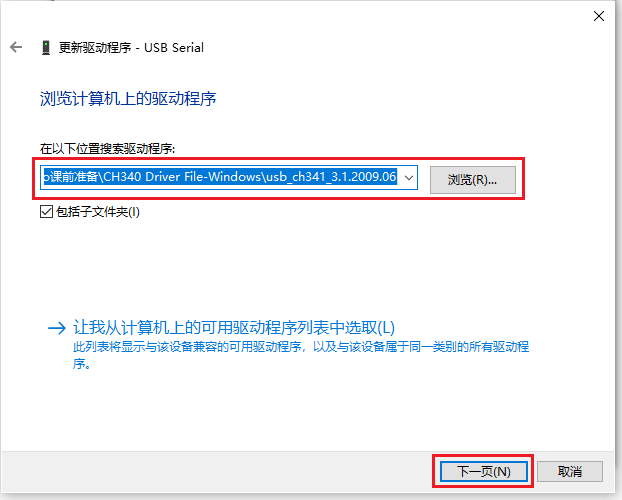 更新驱动程序 - USB Serial
浏览计算机上的驱动程序
在以下位置搜索驱动程序:
o课前准备\CH340 Driver File-Windows\usb_ch341_3.1.2009.06
浏览(R)...
包括子文件夹(I)
让我从计算机上的可用驱动程序列表中选取(L)
此列表将显示与该设备兼容的可用驱动程序，以及与该设备属于同一类别的所有驱动程
序。
下一页(N)
取消